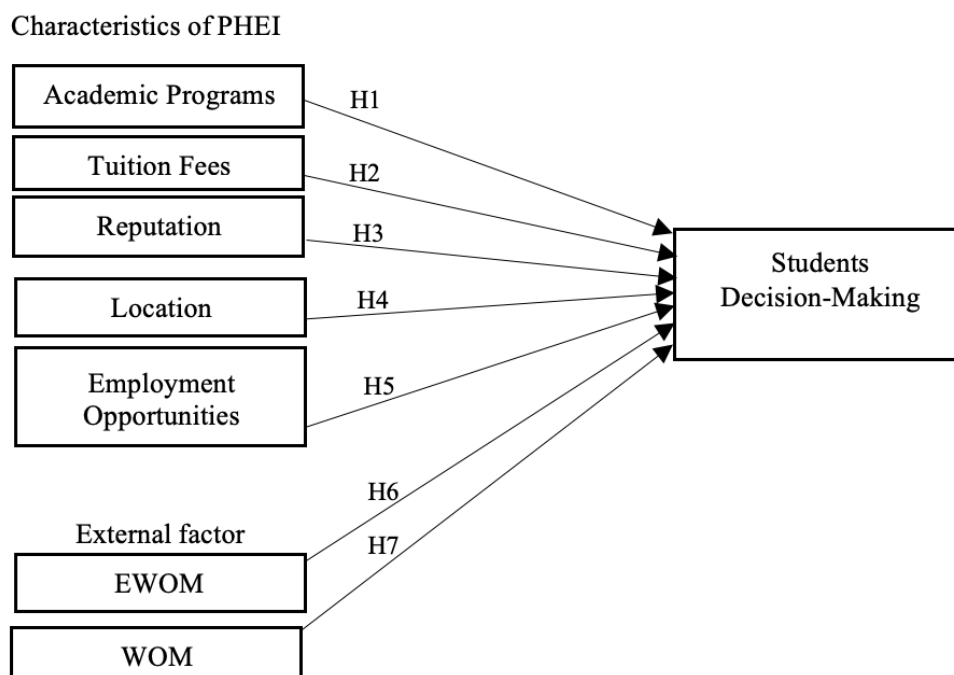 Characteristics of PHEI
Academic Programs
H1
Tuition Fees
H2
Reputation
H3
Students
Decision-Making
Location
H4
Employment
Opportunities
H5
H6
External factor
H7
EWOM
WOM